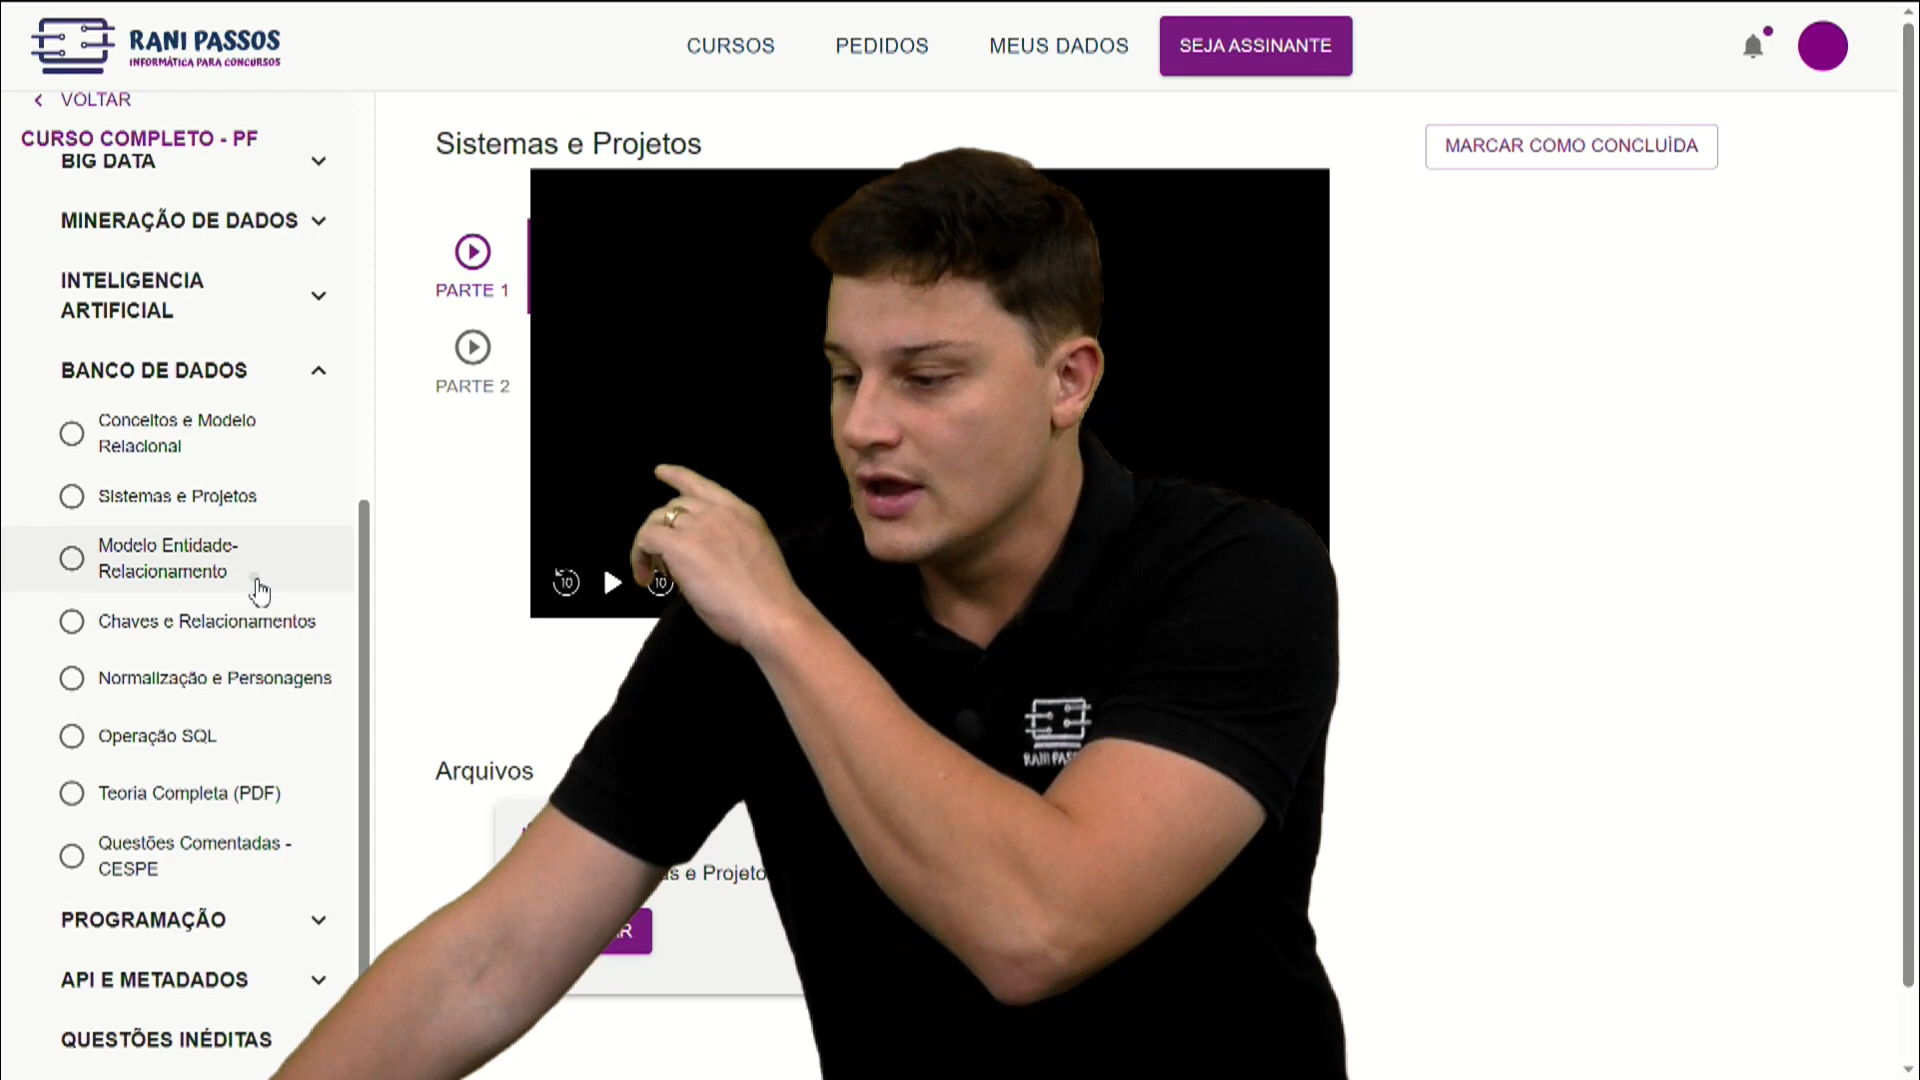 RANI PASSOS
INFORMÁTICA PARA CONCURSOS
CURSOS
PEDIDOS
MEUS DADOS
SEJA ASSINANTE
VOLTAR
CURSO COMPLETO - PF
BIG DATA
MINERAÇÃO DE DADOS
INTELIGENCIA
ARTIFICIAL
BANCO DE DADOS
Conceitos e Modelo
Relacional
Sistemas e Projetos
Modelo Entidade-
Relacionamento
Chaves e Relacionamentos
Normalização e Personagens
Operação SQL
Teoria Completa (PDF)
Questões Comentadas -
CESPE
PROGRAMAÇÃO
API E METADADOS
QUESTÕES INÉDITAS
Sistemas e Projetos
MARCAR COMO CONCLUÍDA
PARTE 1
PARTE 2
10
10
Arquivos
e Projeto
RANI